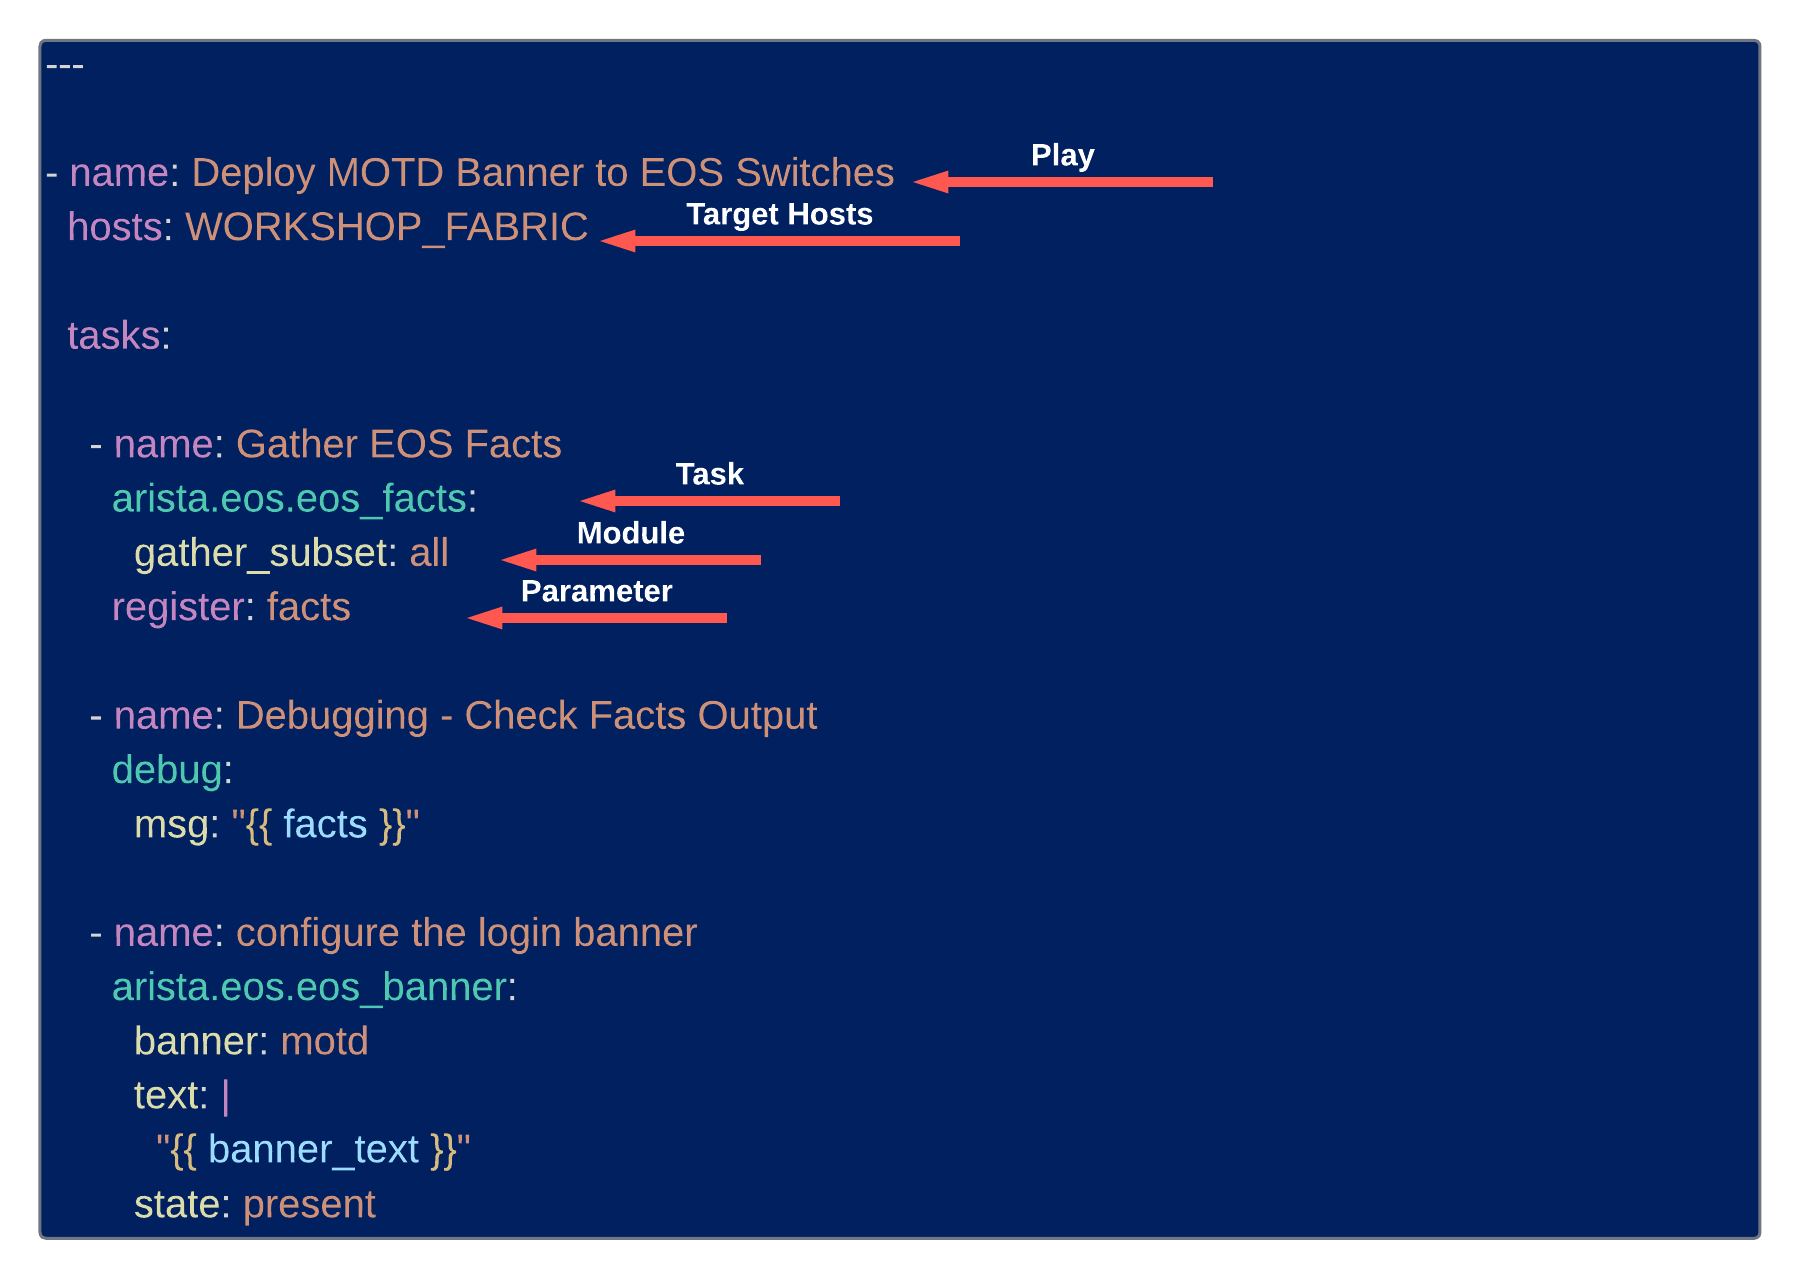 ---
- name: Deploy MOTD Banner to EOS Switches
Play
hosts: WORKSHOP_FABRIC
Target Hosts
tasks:
- name: Gather EOS Facts
Task
arista.eos.eos_facts:
Module
gather_subset: all
Parameter
register: facts
- name: Debugging - Check Facts Output
debug:
msg: "{{ facts }}"
- name: configure the login banner
arista.eos.eos_banner:
banner: motd
text: |
"{{ banner_text }}"
state: present